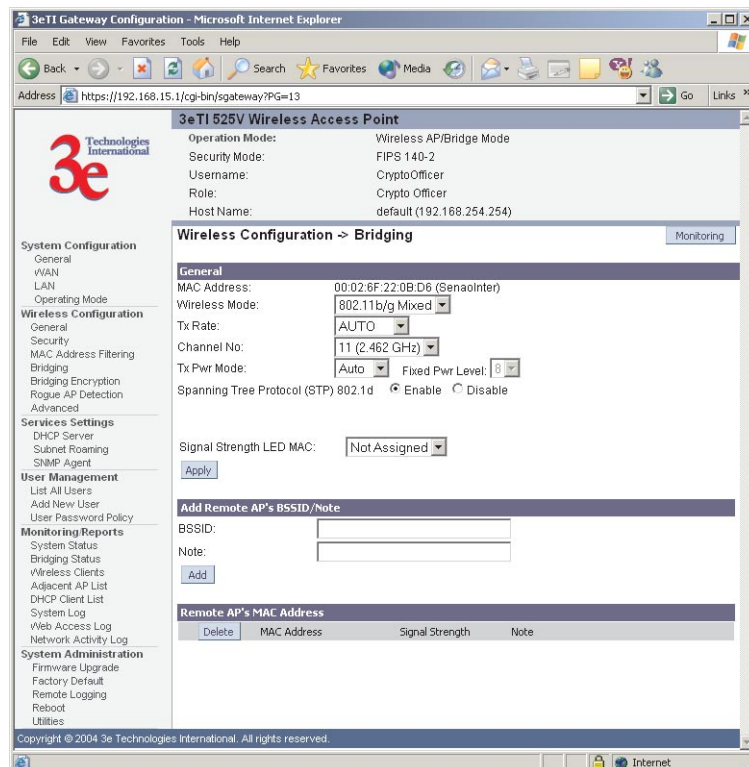 3eTI Gateway Configuration - Microsoft Internet Explorer
File Edit View Favorites Tools Help
Back Search Favorites Media
Address https://192.168.15.1/cgi-bin/sgateway?PG=13 Go Links »
3e Technologies International
3eTI 525V Wireless Access Point
Operation Mode: Wireless AP/Bridge Mode
Security Mode: FIPS 140-2
Username: CryptoOfficer
Role: Crypto Officer
Host Name: default (192.168.254.254)
System Configuration
General
WAN
LAN
Operating Mode
Wireless Configuration
General
Security
MAC Address Filtering
Bridging
Bridging Encryption
Rogue AP Detection
Advanced
Services Settings
DHCP Server
Subnet Roaming
SNMP Agent
User Management
List All Users
Add New User
User Password Policy
Monitoring/Reports
System Status
Bridging Status
Wireless Clients
Adjacent AP List
DHCP Client List
System Log
Web Access Log
Network Activity Log
System Administration
Firmware Upgrade
Factory Default
Remote Logging
Reboot
Utilities
Wireless Configuration -> Bridging Monitoring
General
MAC Address: 00:02:6F:22:0B:D6 (SenaoInter)
Wireless Mode: 802.11b/g Mixed
Tx Rate: AUTO
Channel No: 11 (2.462 GHz)
Tx Pwr Mode: Auto Fixed Pwr Level: 8
Spanning Tree Protocol (STP) 802.1d Enable Disable
Signal Strength LED MAC: Not Assigned
Apply
Add Remote AP's BSSID/Note
BSSID:
Note:
Add
Remote AP's MAC Address
Delete MAC Address Signal Strength Note
Copyright © 2004 3e Technologies International. All rights reserved.
Internet